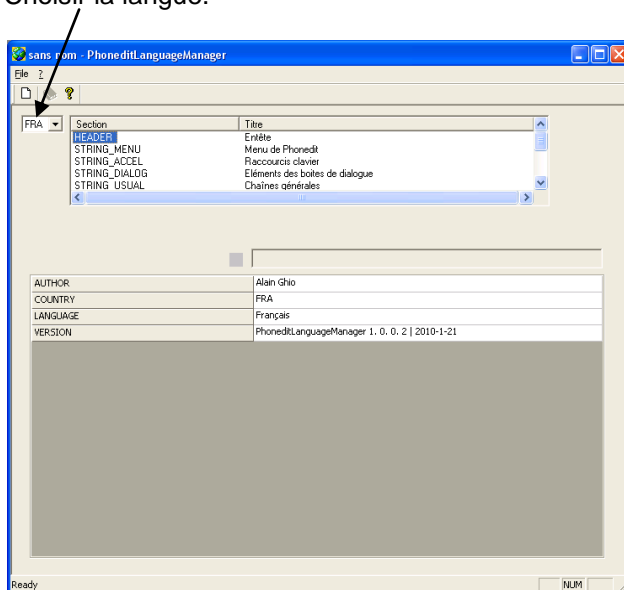 Choisir la langue.
sans nom - PhoneditLanguageManager
File ?
FRA Section Titre
HEADER Entête
STRING_MENU Menu de Phonedit
STRING_ACCEL Raccourcis clavier
STRING_DIALOG Eléments des boites de dialogue
STRING_USUAL Chaînes générales
AUTHOR Alain Ghio
COUNTRY FRA
LANGUAGE Français
VERSION PhoneditLanguageManager 1. 0. 0. 2 | 2010-1-21
Ready NUM